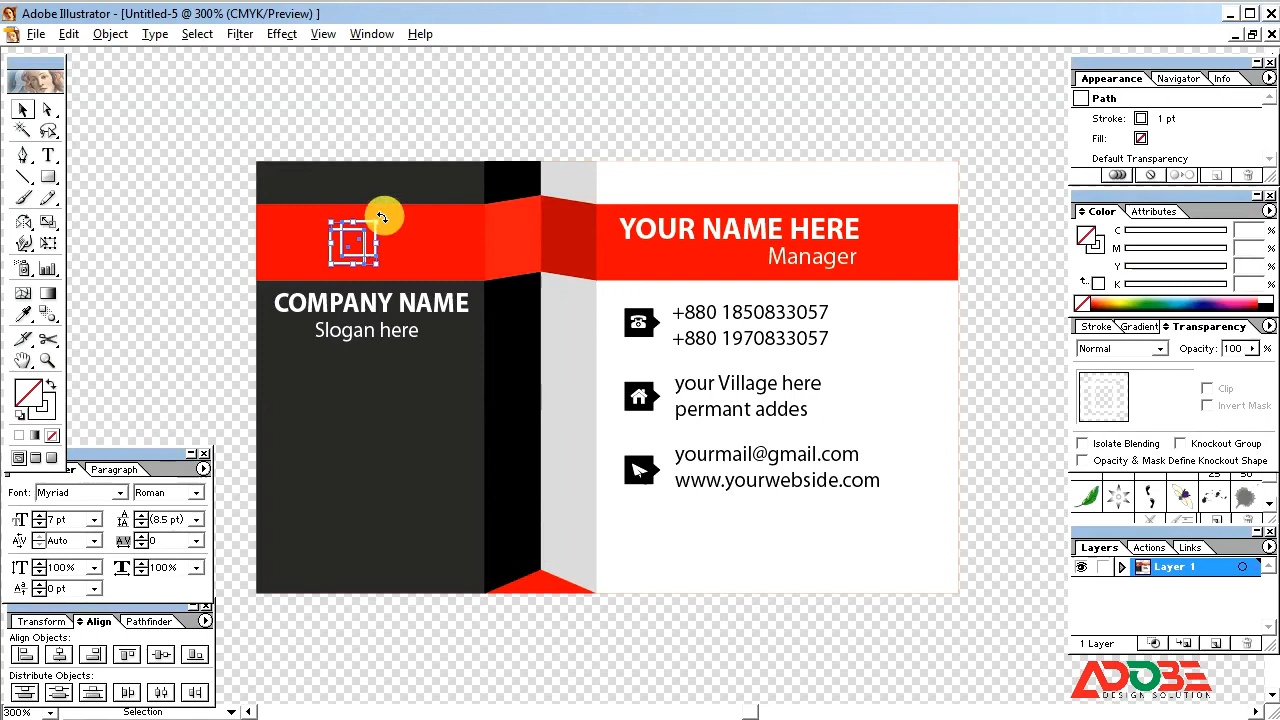 Adobe Illustrator - [Untitled-5 @ 300% (CMYK/Preview) ]
File Edit Object Type Select Filter Effect View Window Help
Appearance Navigator Info
Path
Stroke: 1 pt
Fill:
Default Transparency
Color Attributes
C %
M %
Y %
K %
Stroke Gradient Transparency
Normal Opacity: 100 %
Clip
Invert Mask
Isolate Blending Knockout Group
Opacity & Mask Define Knockout Shape
Layers Actions Links
Layer 1
1 Layer
ADOBE
DESIGN SOLUTION
YOUR NAME HERE
Manager
COMPANY NAME
Slogan here
+880 1850833057
+880 1970833057
your Village here
permant addes
yourmail@gmail.com
www.yourwebside.com
Paragraph
Font: Myriad Roman
7 pt (8.5 pt)
Auto 0
100% 100%
0 pt
Transform Align Pathfinder
Align Objects:
Distribute Objects:
300% Selection